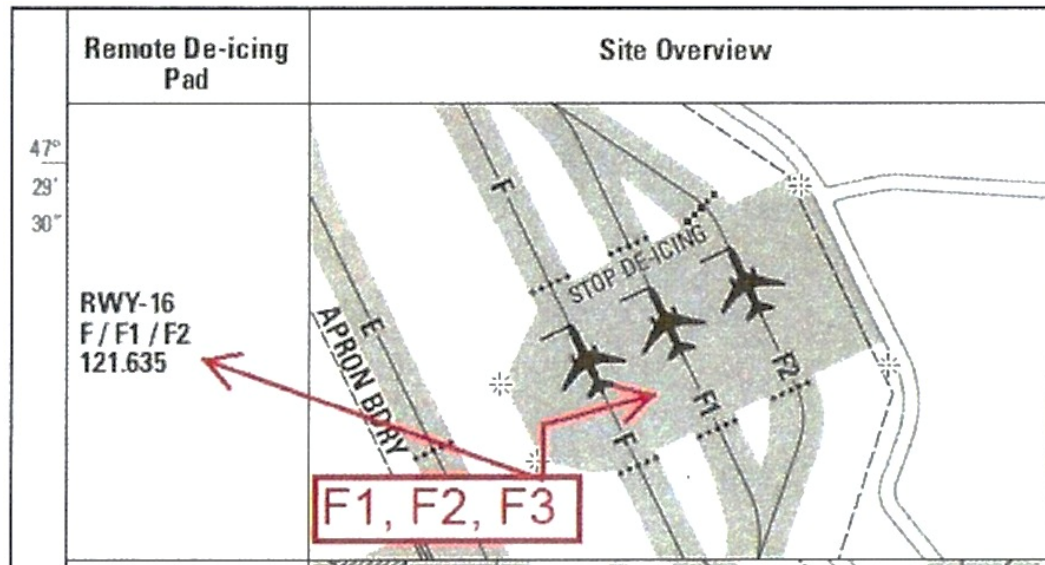 Remote De-icing
Pad
Site Overview
47°
29'
30"
RWY-16
F / F1 / F2
121.635
F
STOP DE-ICING
E
APRON BDRY
F2
F1
F
F1, F2, F3